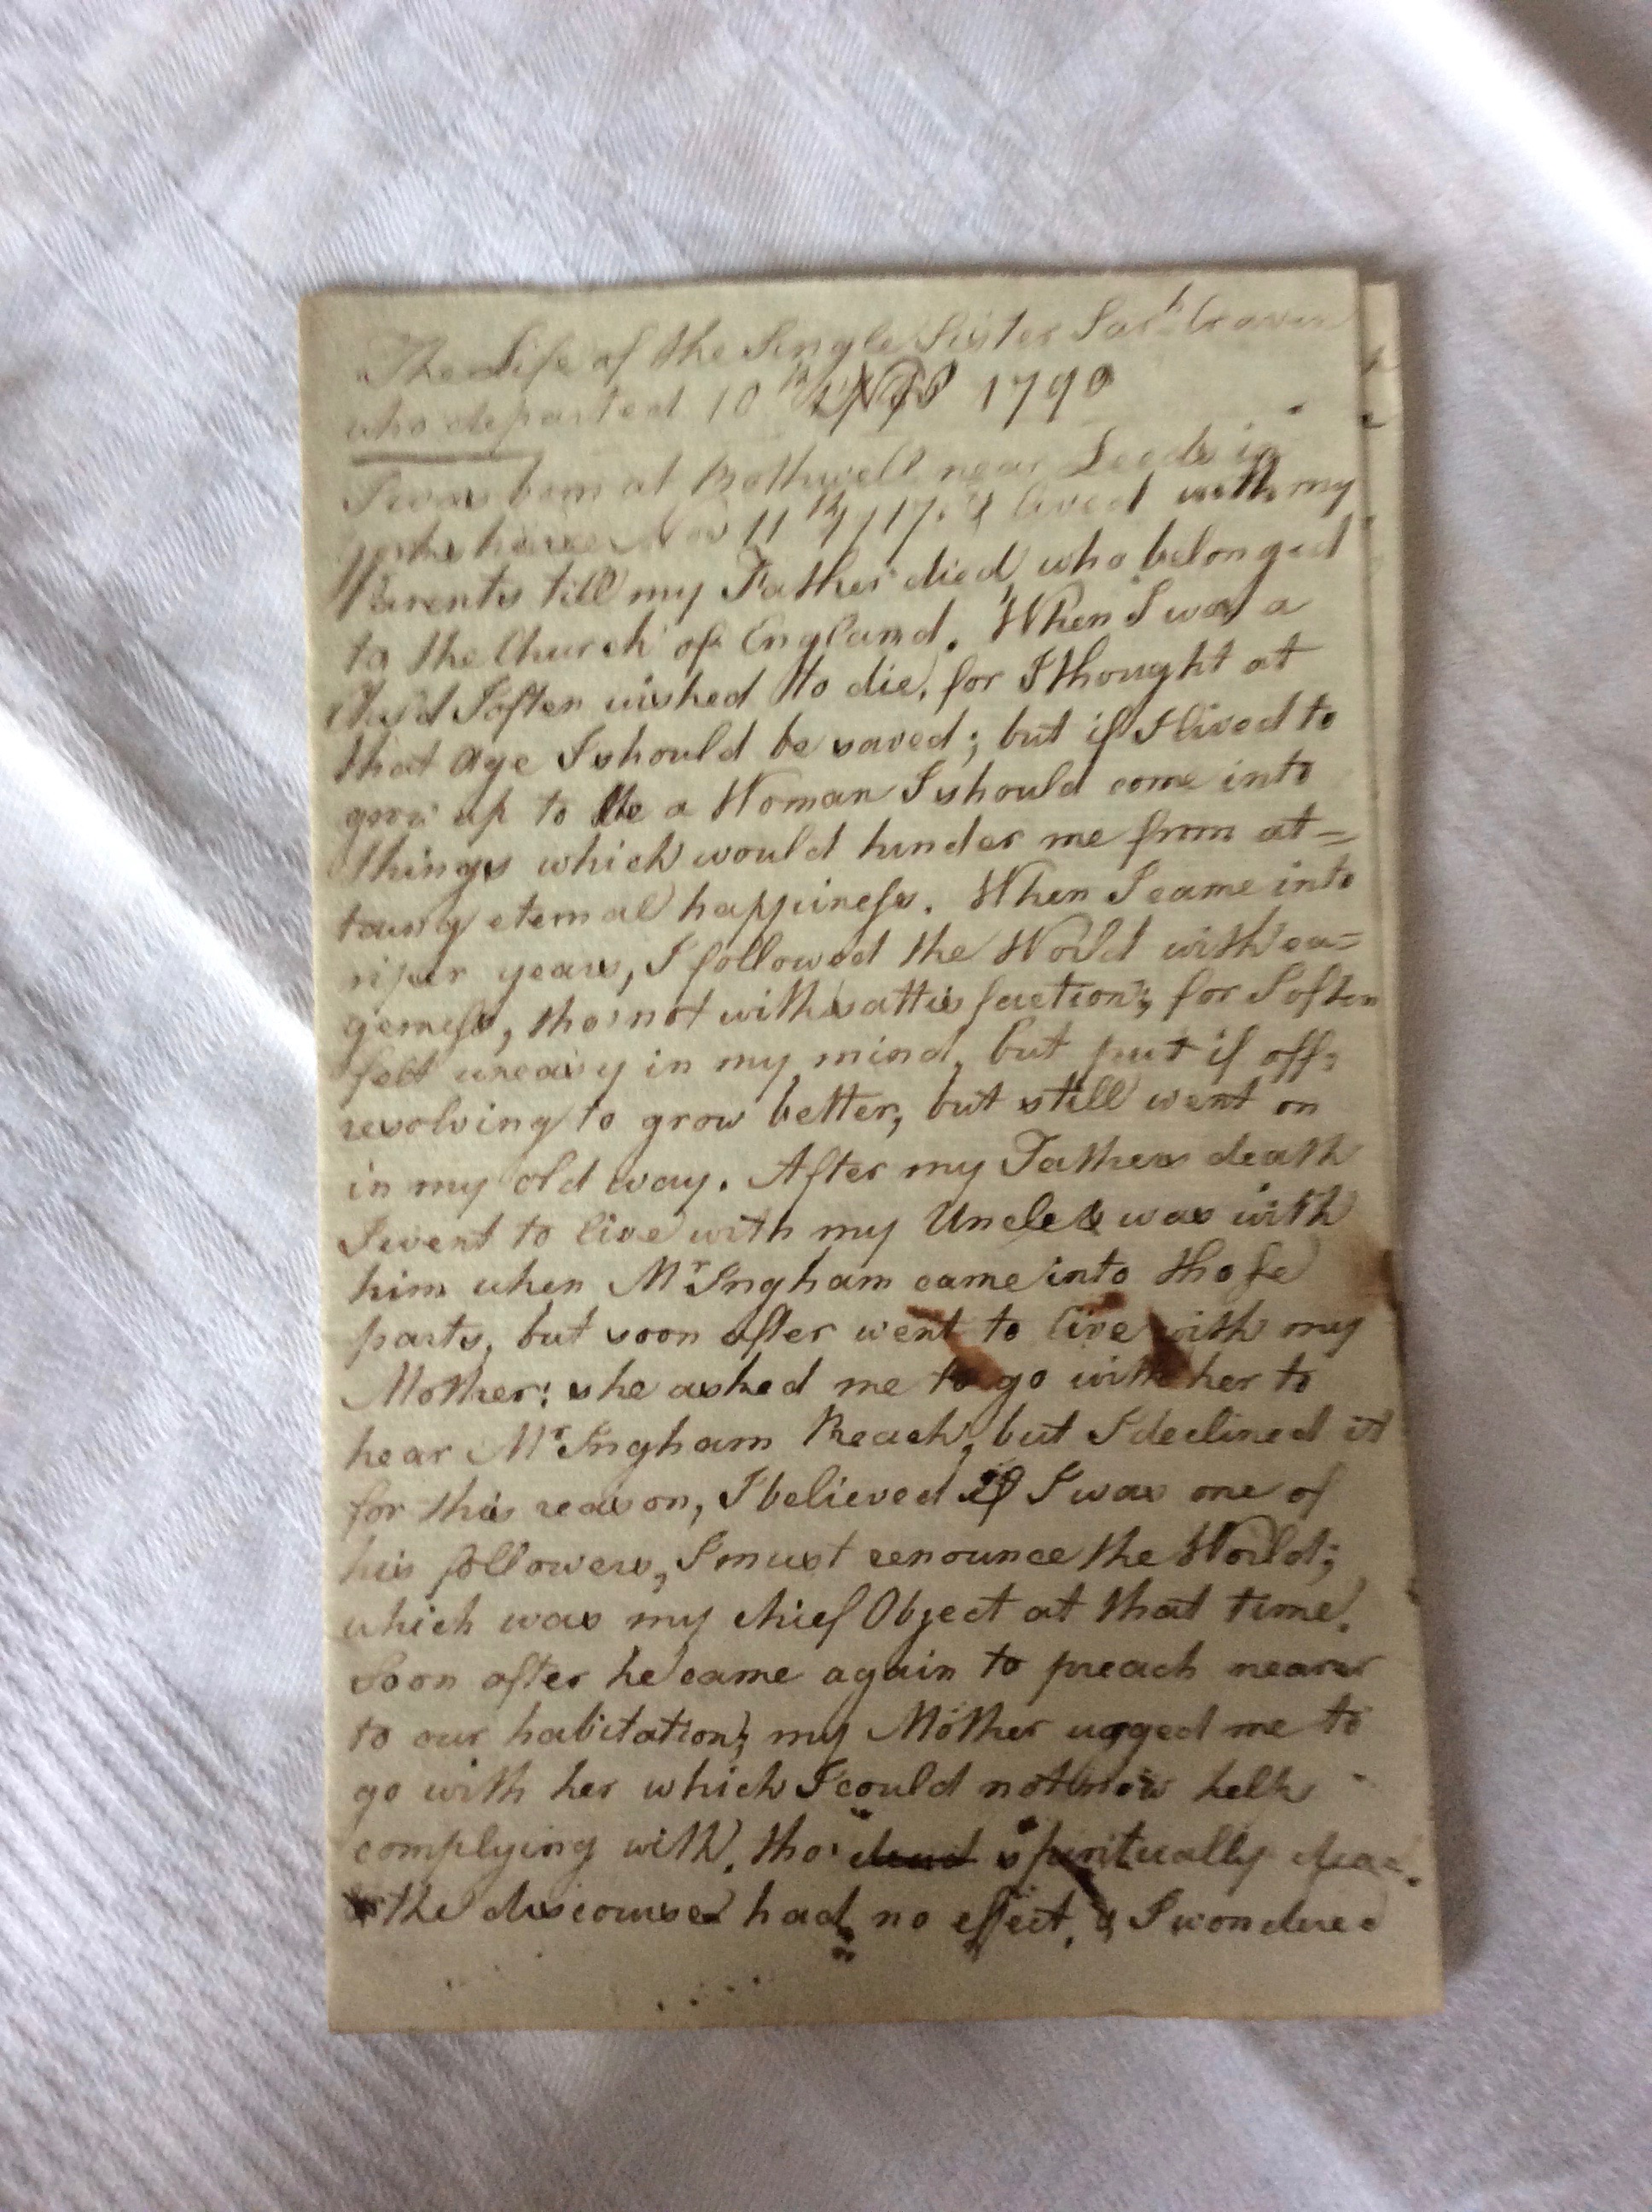 The Life of the Single Sister Sarh Craven
who departed 10th 1790
I was born at Rothwell near Leeds in
Yorkshire Nov 11th 17 I lived with my
Parents till my Father died, who belonged
to the Church of England. When I was a
Child I often wished to die, for I thought at
that Age I should be saved; but if I lived to
grow up to be a Woman I should come into
things which would hinder me from at=
taing eternal happiness. When I came into
riper years, I followed the World with ea=
gerness, tho' not with sattisfaction; for I often
felt uneasy in my mind, but put if off;
resolving to grow better, but still went on
in my old way. After my Fathers death
I went to live with my Uncle & was with
him when Mr Ingham came into those
parts, but soon after went to live with my
Mother: she asked me to go with her to
hear Mr Ingham Preach, but I declined it
for this reason, I believed if I was one of
his followers, I must renounce the World;
which was my chief Object at that time.
Soon after he came again to preach nearer
to our habitation; my Mother urged me to
go with her which I could not now help
complying with, tho' dead spiritually dead
the discourse had no effect, & I wondered